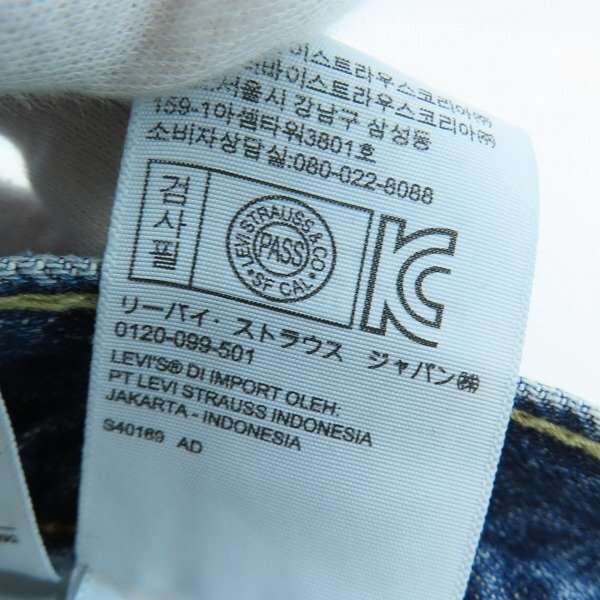 이스트라우스코리아㈜
바이스트라우스코리아㈜
서울시 강남구 삼성동
159-1아셈타워3801호
소비자상담실:080-022-8088
검사필
LEVI STRAUSS & CO
PASS
SF CAL
リーバイ・ストラウス ジャパン㈱
0120-099-501
LEVI'S® DI IMPORT OLEH:
PT LEVI STRAUSS INDONESIA
JAKARTA - INDONESIA
S40189 AD